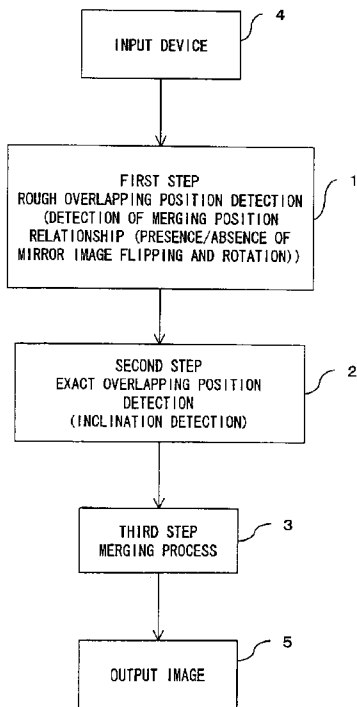 4
INPUT DEVICE
FIRST STEP
ROUGH OVERLAPPING POSITION DETECTION
(DETECTION OF MERGING POSITION
RELATIONSHIP (PRESENCE/ABSENCE OF
MIRROR IMAGE FLIPPING AND ROTATION))
1
SECOND STEP
EXACT OVERLAPPING POSITION
DETECTION
(INCLINATION DETECTION)
2
THIRD STEP
MERGING PROCESS
3
OUTPUT IMAGE
5